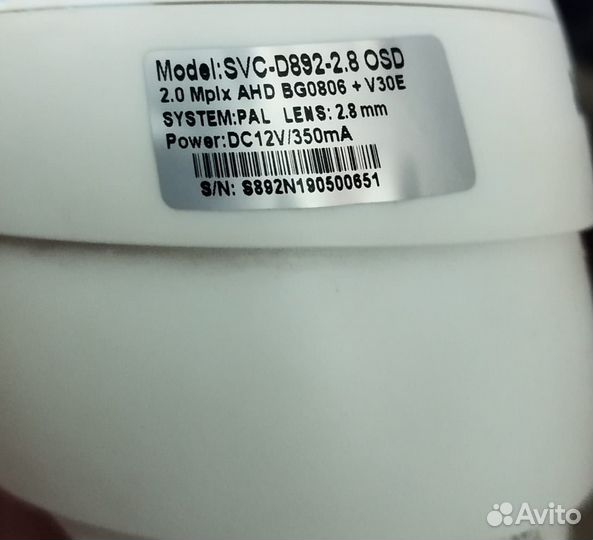 Model:SVC-D892-2.8 OSD
2.0 Mpix AHD BG0806 + V30E
SYSTEM:PAL LENS: 2.8 mm
Power:DC12V/350mA
S/N: S892N190500651
Avito